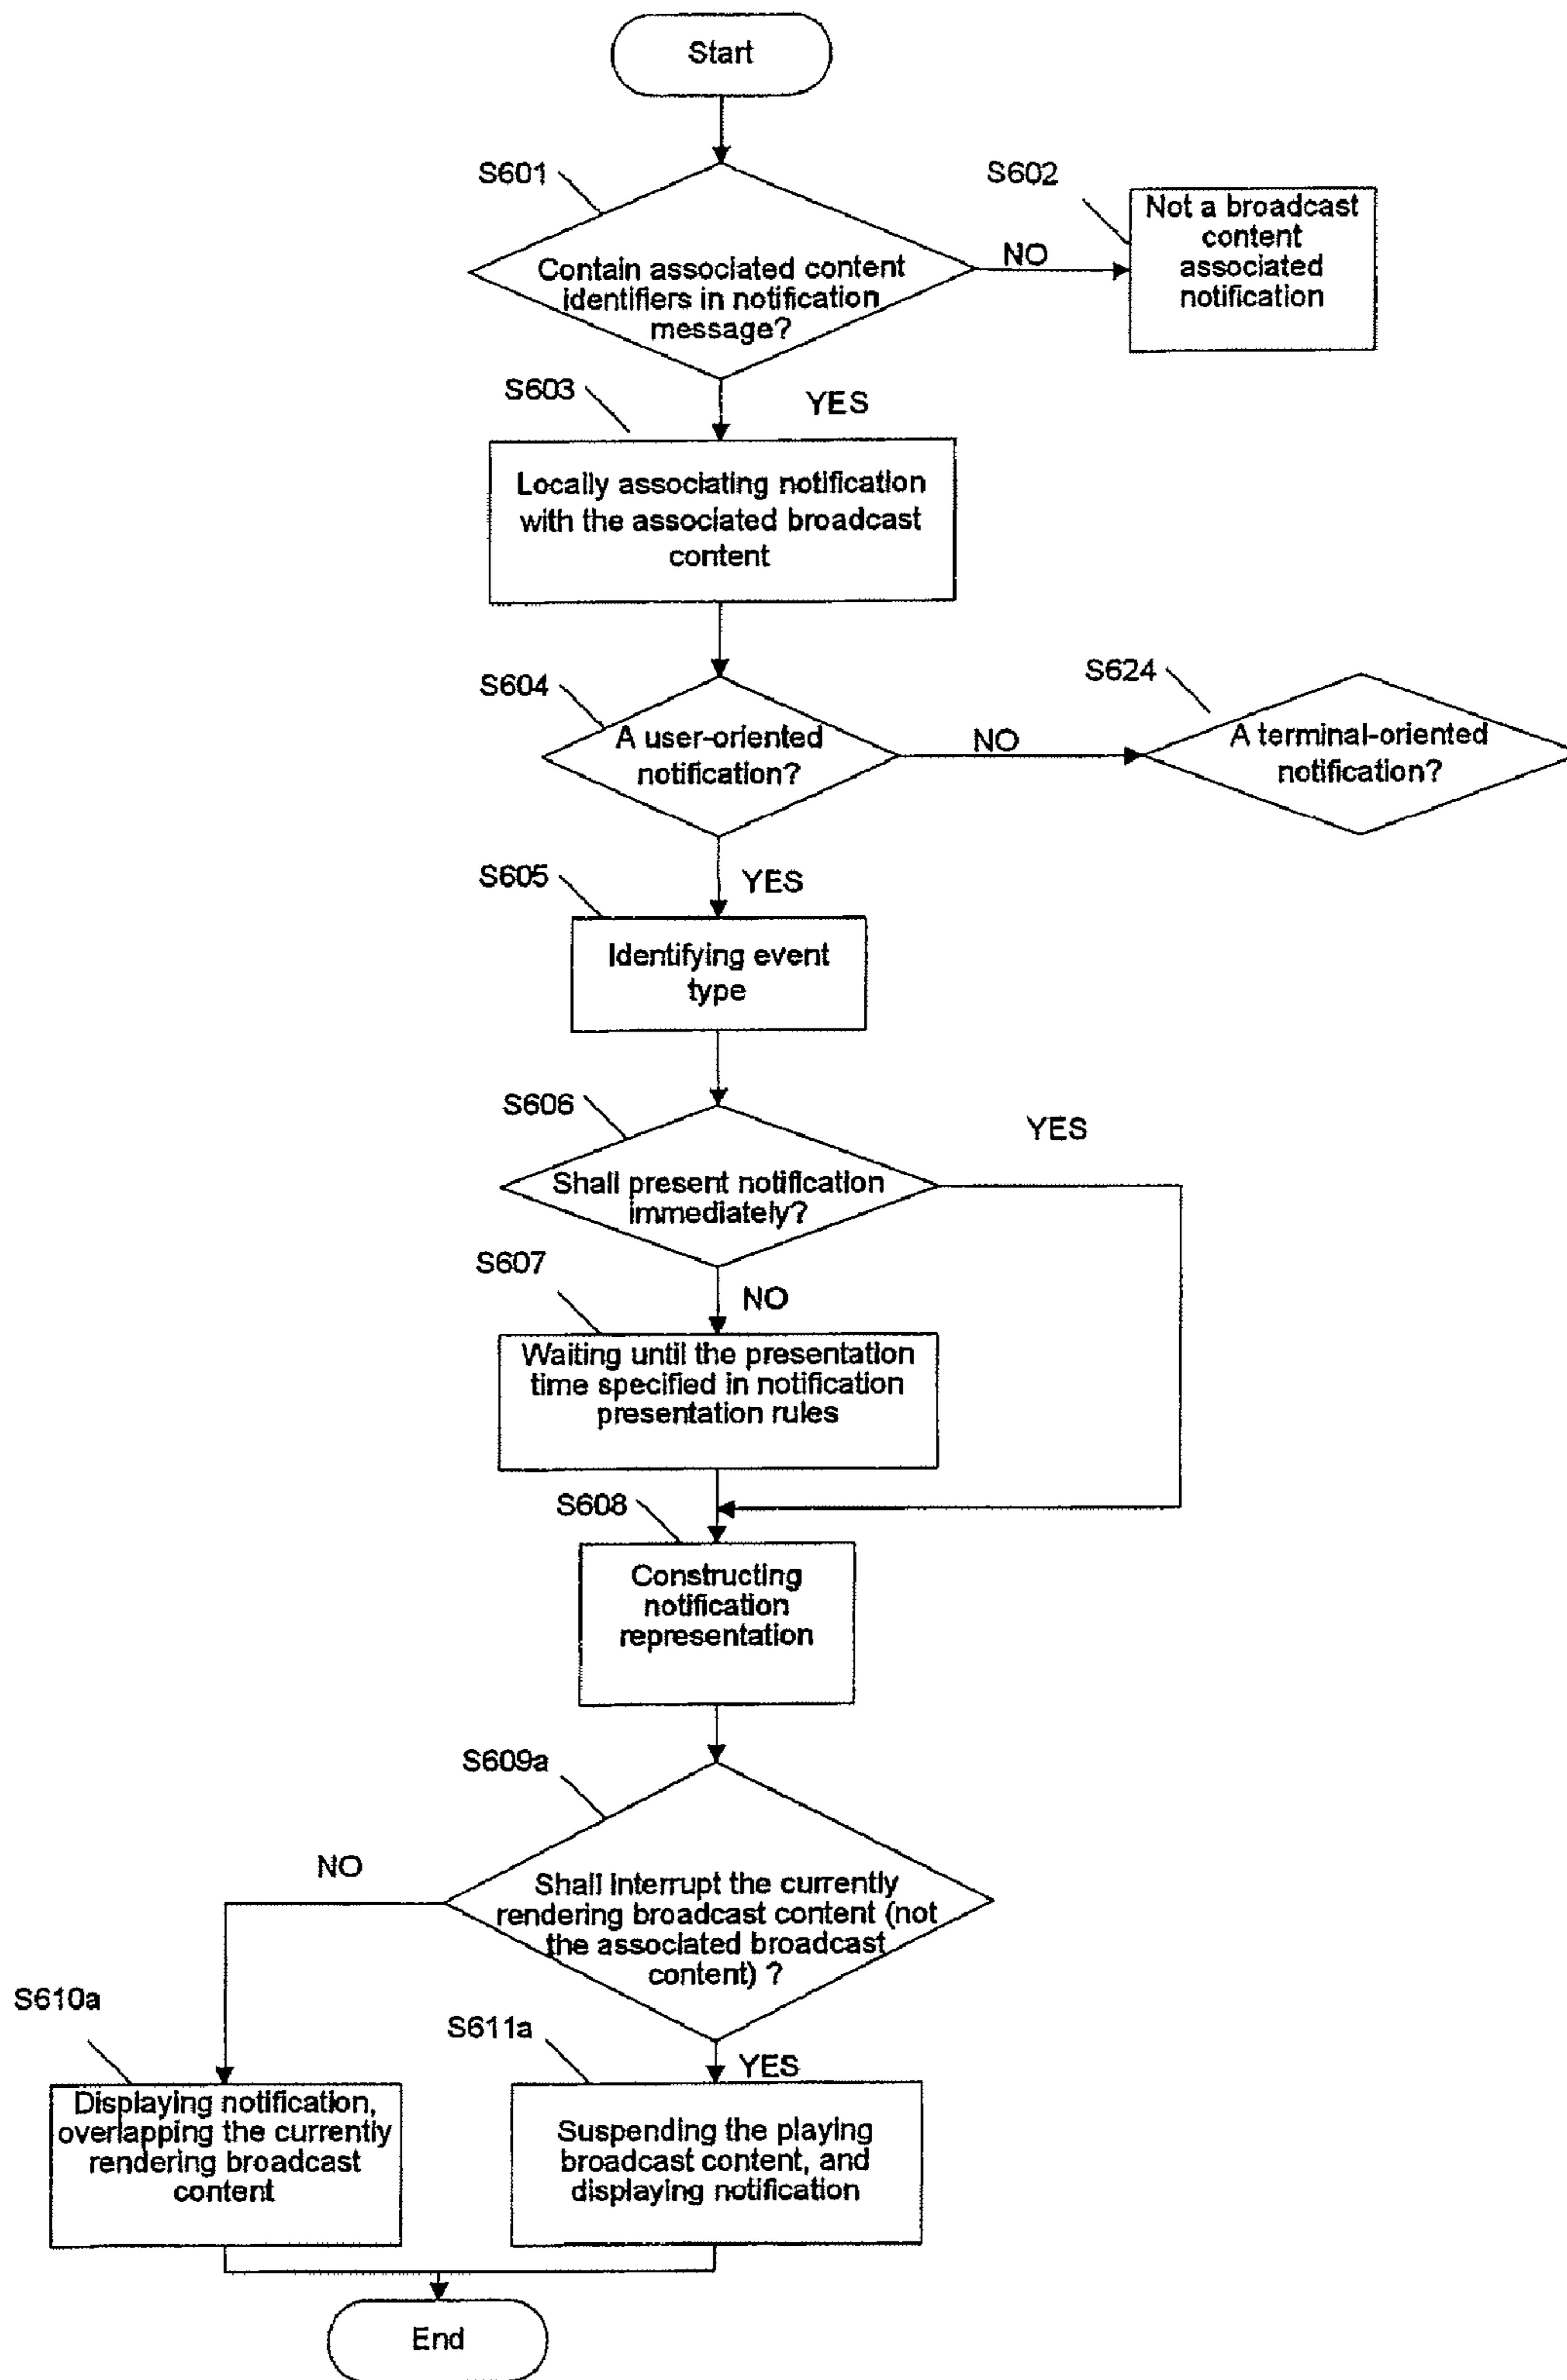 Start
S601
S602
Contain associated content
identifiers in notification
message?
NO
Not a broadcast
content
associated
notification
S603
YES
Locally associating notification
with the associated broadcast
content
S604
A user-oriented
notification?
NO
S624
A terminal-oriented
notification?
S605
YES
Identifying event
type
S606
YES
Shall present notification
immediately?
S607
NO
Waiting until the presentation
time specified in notification
presentation rules
S608
Constructing
notification
representation
S609a
NO
Shall interrupt the currently
rendering broadcast content (not
the associated broadcast
content) ?
S610a
S611a
YES
Displaying notification,
overlapping the currently
rendering broadcast
content
Suspending the playing
broadcast content, and
displaying notification
End